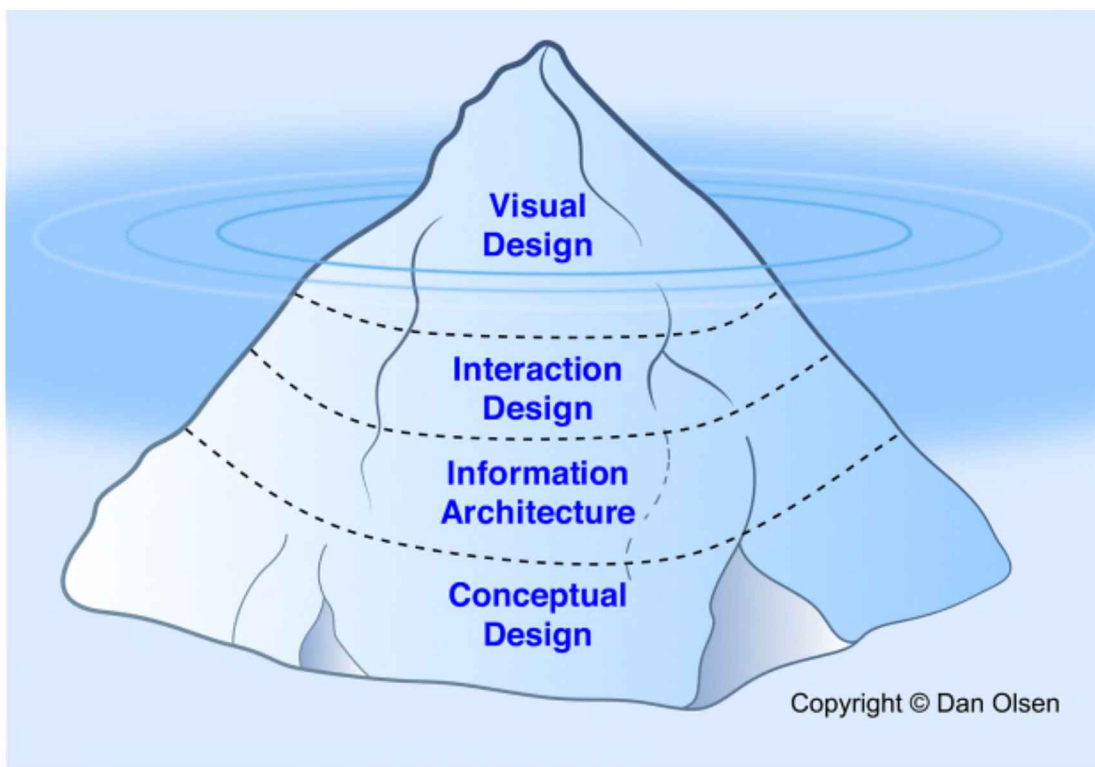 Visual
Design
Interaction
Design
Information
Architecture
Conceptual
Design
Copyright © Dan Olsen